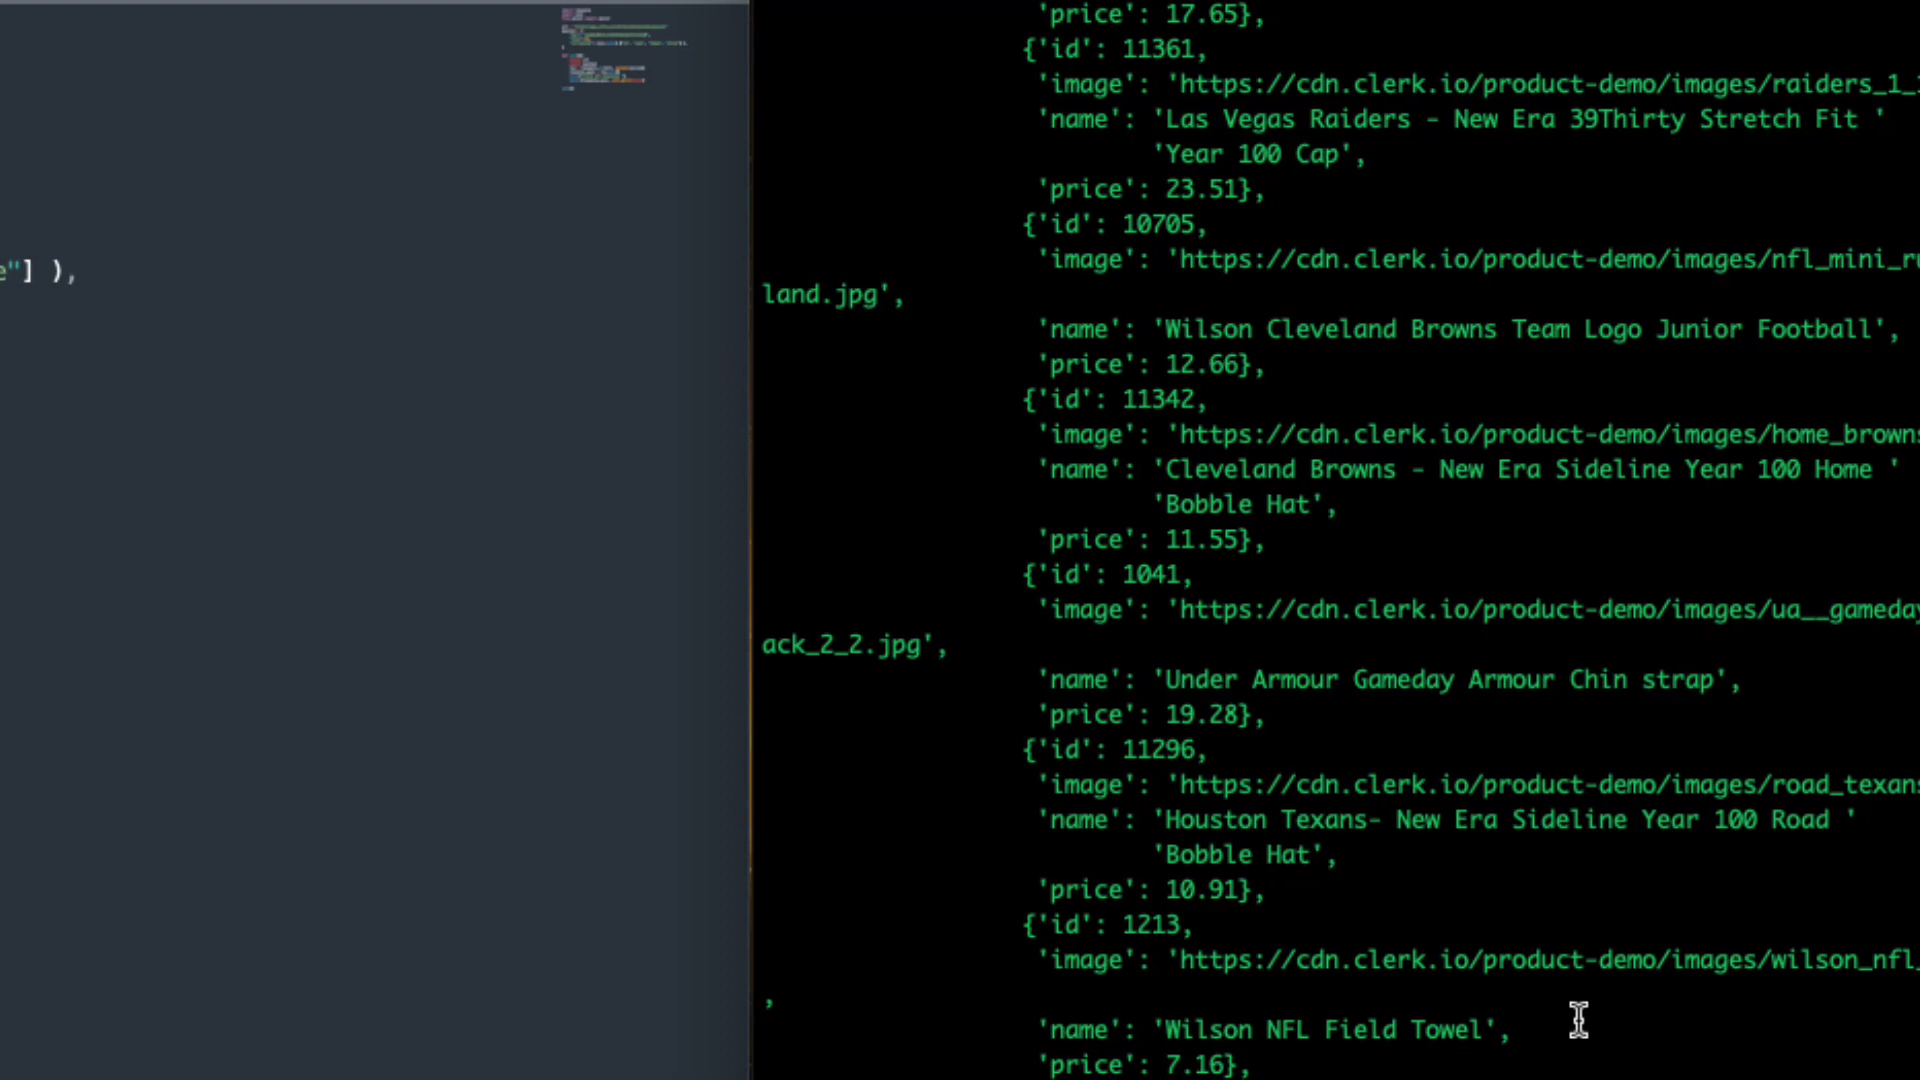 e"] ),
'price': 17.65},
{'id': 11361,
'image': 'https://cdn.clerk.io/product-demo/images/raiders_1_
'name': 'Las Vegas Raiders - New Era 39Thirty Stretch Fit '
'Year 100 Cap',
'price': 23.51},
{'id': 10705,
'image': 'https://cdn.clerk.io/product-demo/images/nfl_mini_ru
land.jpg',
'name': 'Wilson Cleveland Browns Team Logo Junior Football',
'price': 12.66},
{'id': 11342,
'image': 'https://cdn.clerk.io/product-demo/images/home_browns
'name': 'Cleveland Browns - New Era Sideline Year 100 Home '
'Bobble Hat',
'price': 11.55},
{'id': 1041,
'image': 'https://cdn.clerk.io/product-demo/images/ua__gameday
ack_2_2.jpg',
'name': 'Under Armour Gameday Armour Chin strap',
'price': 19.28},
{'id': 11296,
'image': 'https://cdn.clerk.io/product-demo/images/road_texans
'name': 'Houston Texans- New Era Sideline Year 100 Road '
'Bobble Hat',
'price': 10.91},
{'id': 1213,
'image': 'https://cdn.clerk.io/product-demo/images/wilson_nfl_
,
'name': 'Wilson NFL Field Towel',
'price': 7.16},